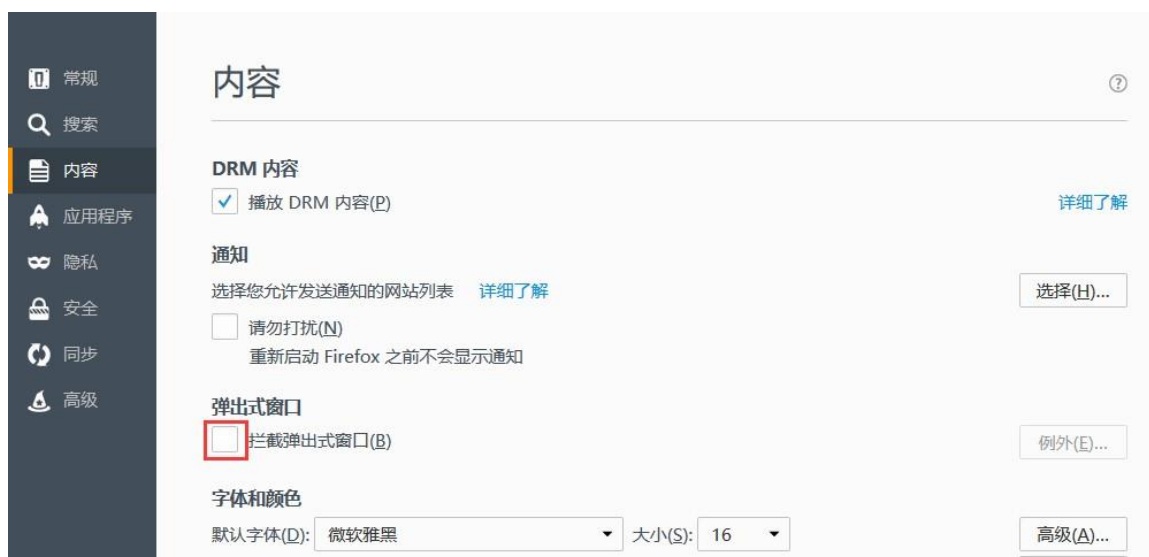 常规
搜索
内容
应用程序
隐私
安全
同步
高级
内容
DRM 内容
播放 DRM 内容(P)
详细了解
通知
选择您允许发送通知的网站列表 详细了解
选择(H)...
请勿打扰(N)
重新启动 Firefox 之前不会显示通知
弹出式窗口
拦截弹出式窗口(B)
例外(E)...
字体和颜色
默认字体(D): 微软雅黑 大小(S): 16
高级(A)...